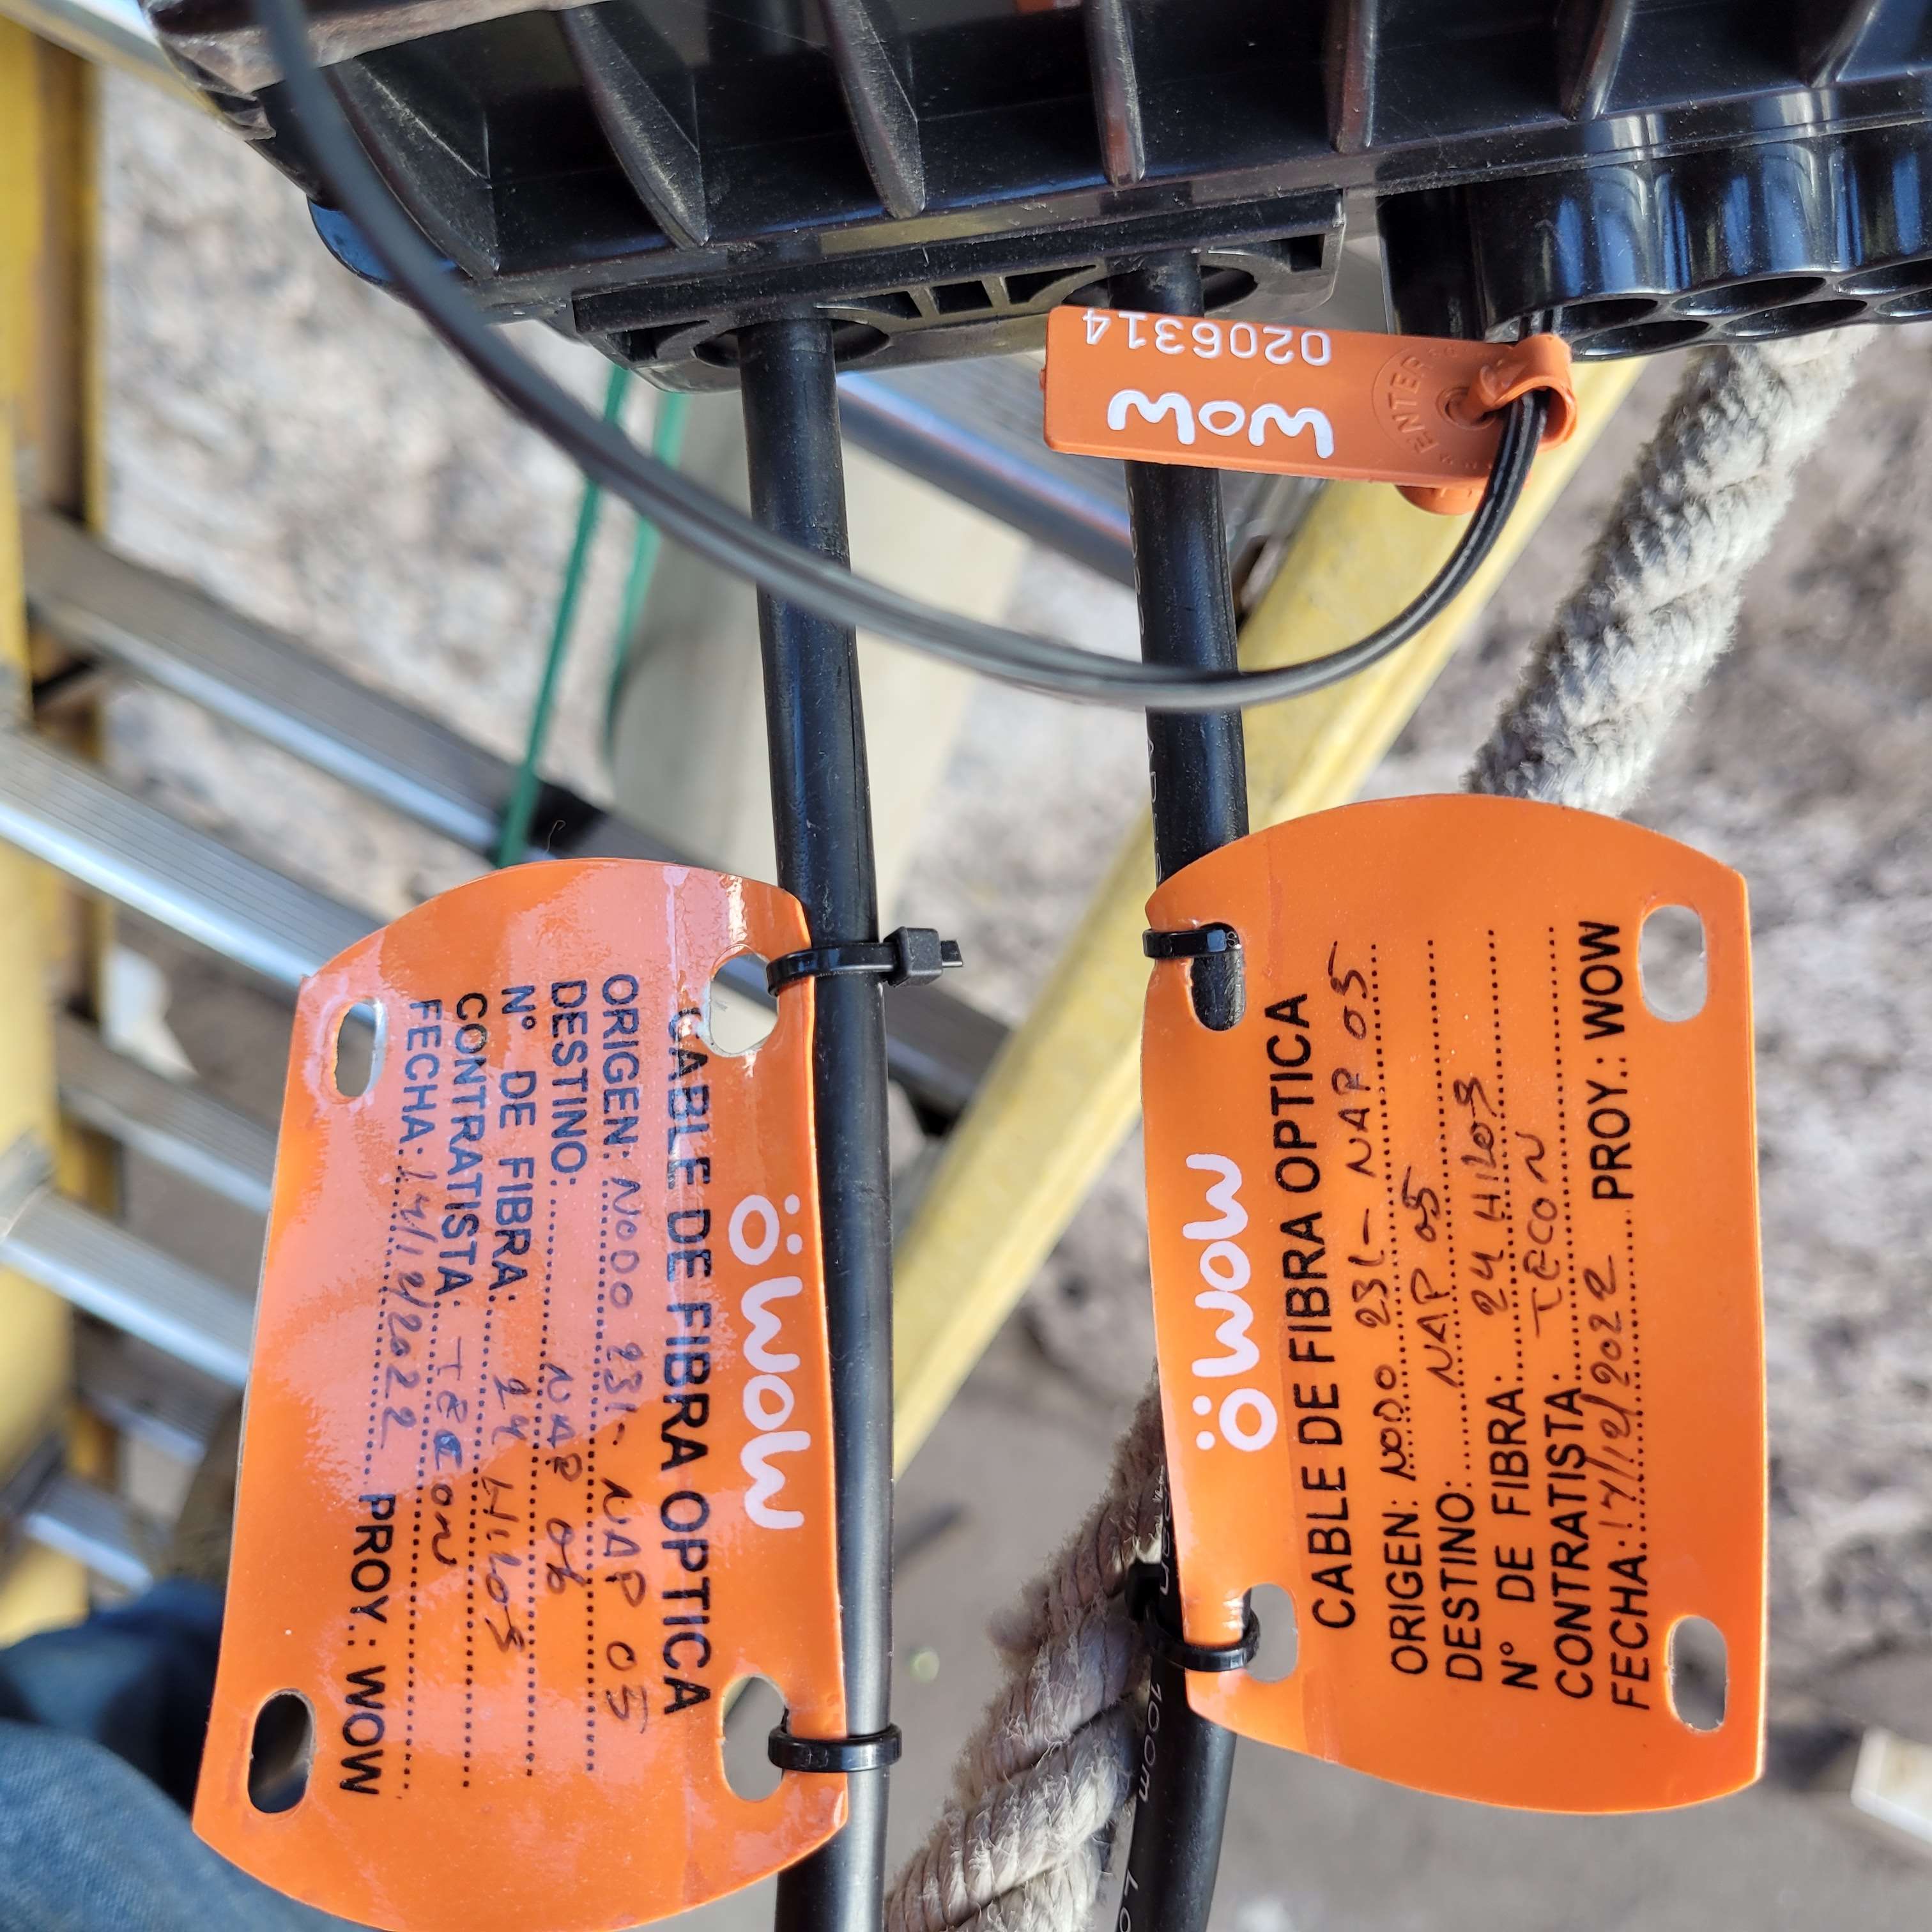 0206314
wow
wow
CABLE DE FIBRA OPTICA
ORIGEN: NODO 231- NAP 05
DESTINO: NAP 06
N° DE FIBRA: 24 HILOS
CONTRATISTA: TECON
FECHA: 14/12/2022 PROY.: WOW
wow
CABLE DE FIBRA OPTICA
ORIGEN: NODO 231- NAP 05
DESTINO: NAP 05
N° DE FIBRA: 24 HILOS
CONTRATISTA: TECON
FECHA: 14/12/2022 PROY.: WOW
100m